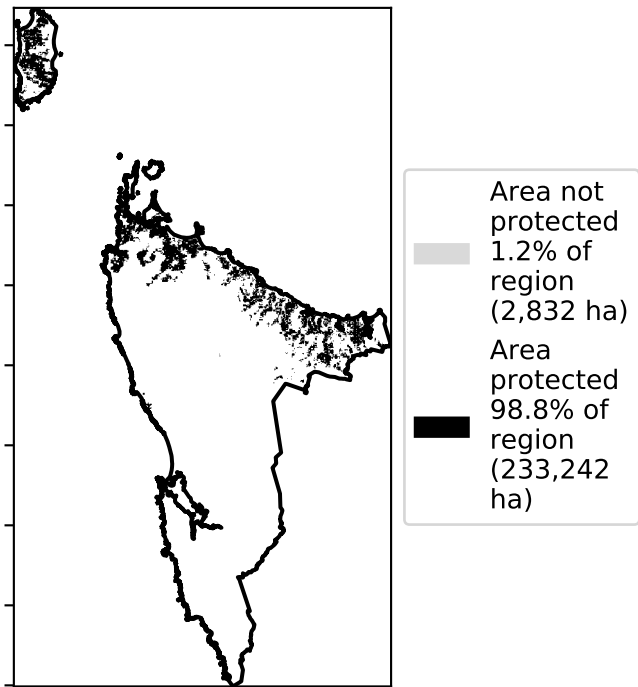 Area not
protected
1.2% of
region
(2,832 ha)
Area
protected
98.8% of
region
(233,242
ha)